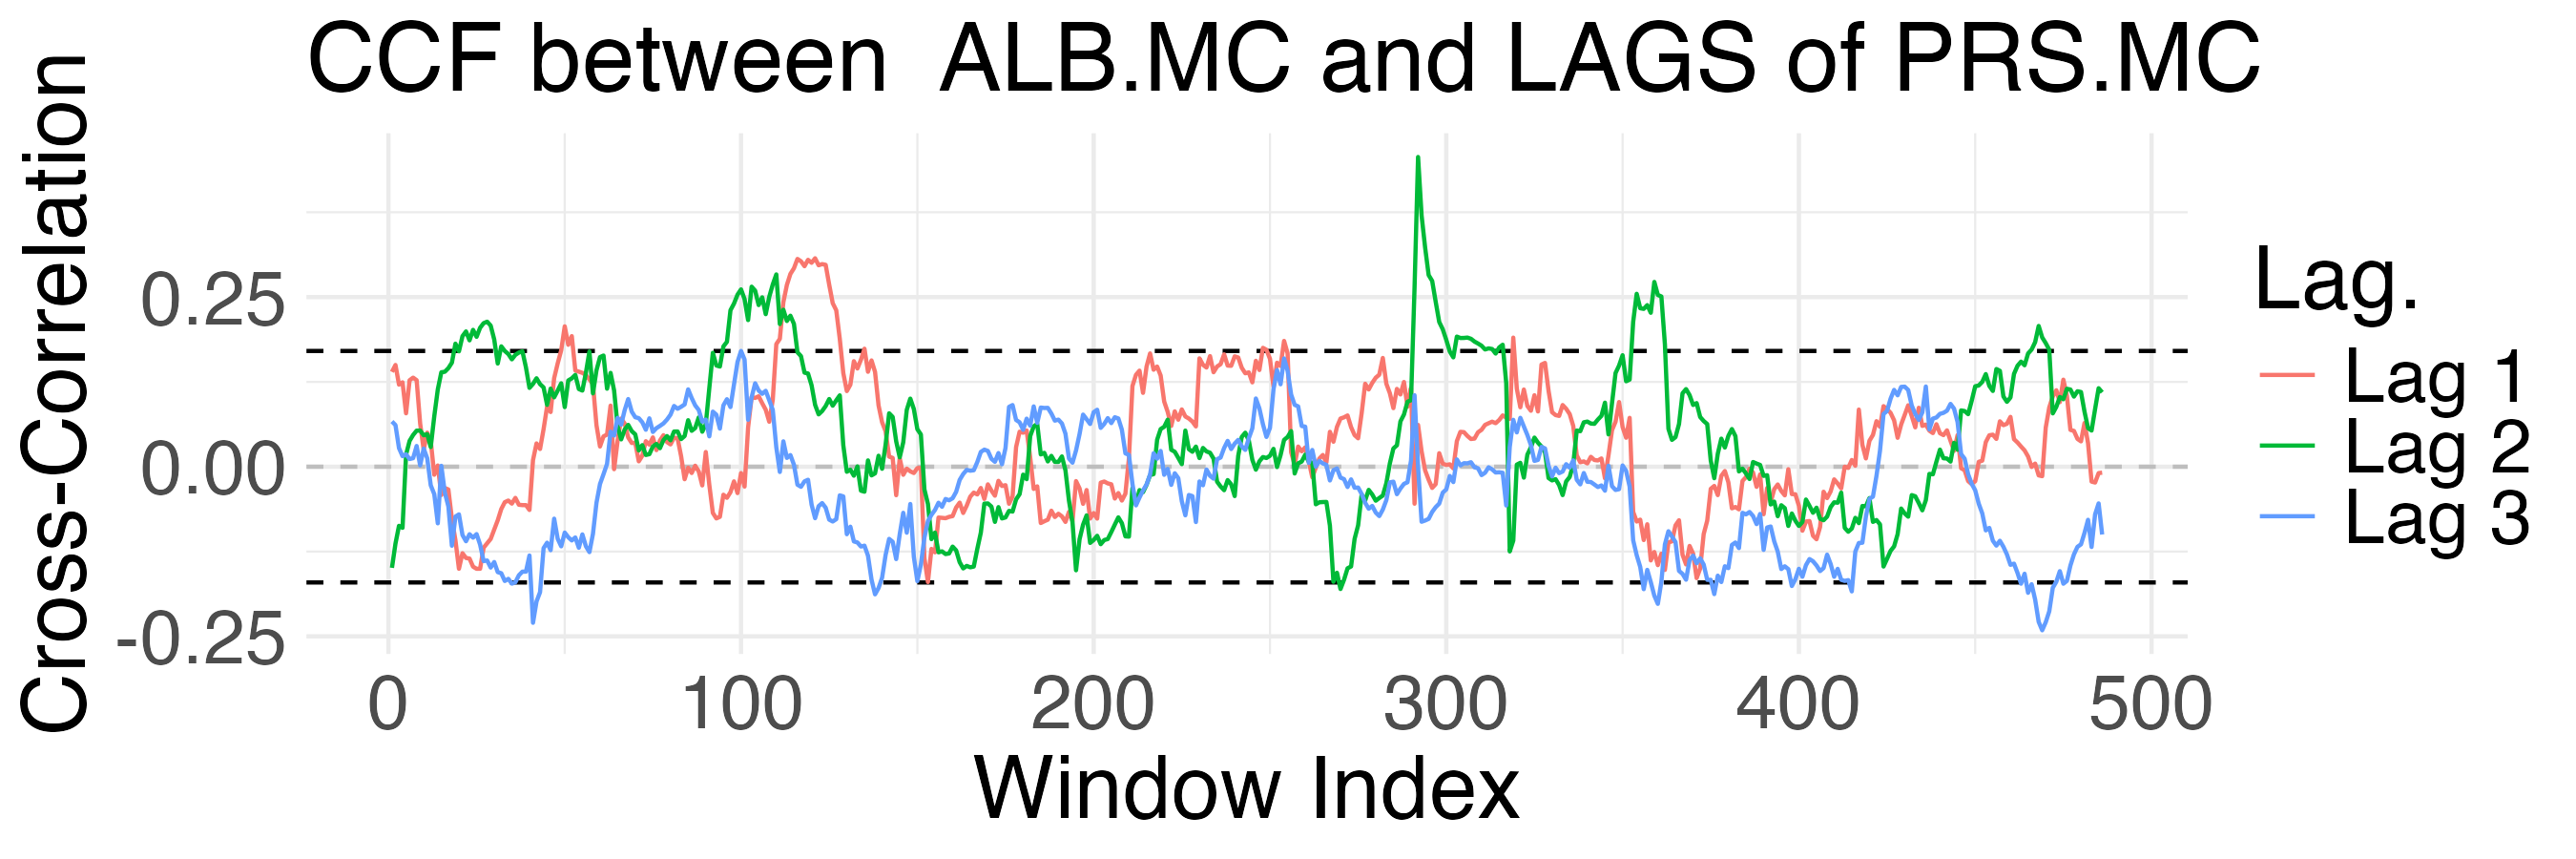 CCF between  ALB.MC and LAGS of PRS.MC
Cross-Correlation
0.25
0.00
-0.25
0 100 200 300 400 500
Window Index
Lag.
Lag 1
Lag 2
Lag 3